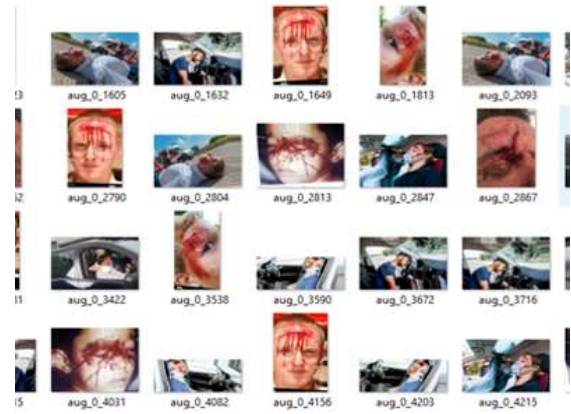 23 aug_0_1605 aug_0_1632 aug_0_1649 aug_0_1813 aug_0_2093
aug_0_2790 aug_0_2804 aug_0_2813 aug_0_2847 aug_0_2867
aug_0_3422 aug_0_3538 aug_0_3590 aug_0_3672 aug_0_3716
aug_0_4031 aug_0_4082 aug_0_4156 aug_0_4203 aug_0_4215